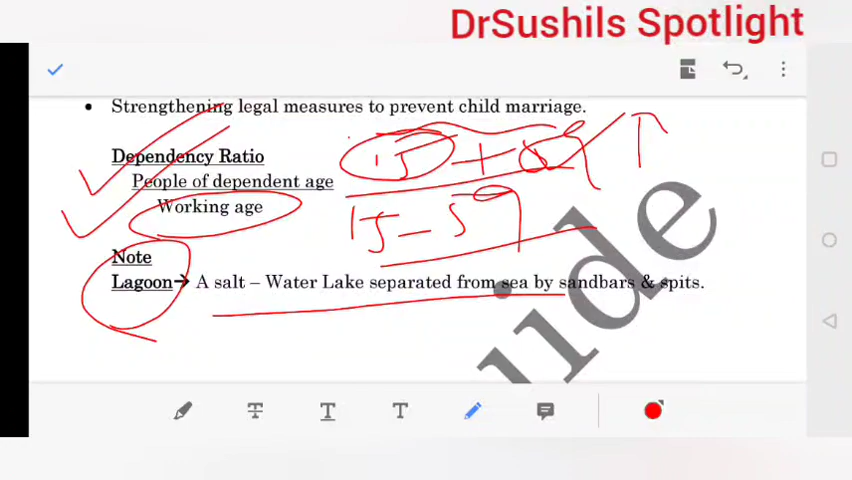 DrSushils Spotlight
• Strengthening legal measures to prevent child marriage.
Dependency Ratio
People of dependent age
Working age
15 +
15 - 59
Note
Lagoon→ A salt – Water Lake separated from sea by sandbars & spits.
uide
T T T